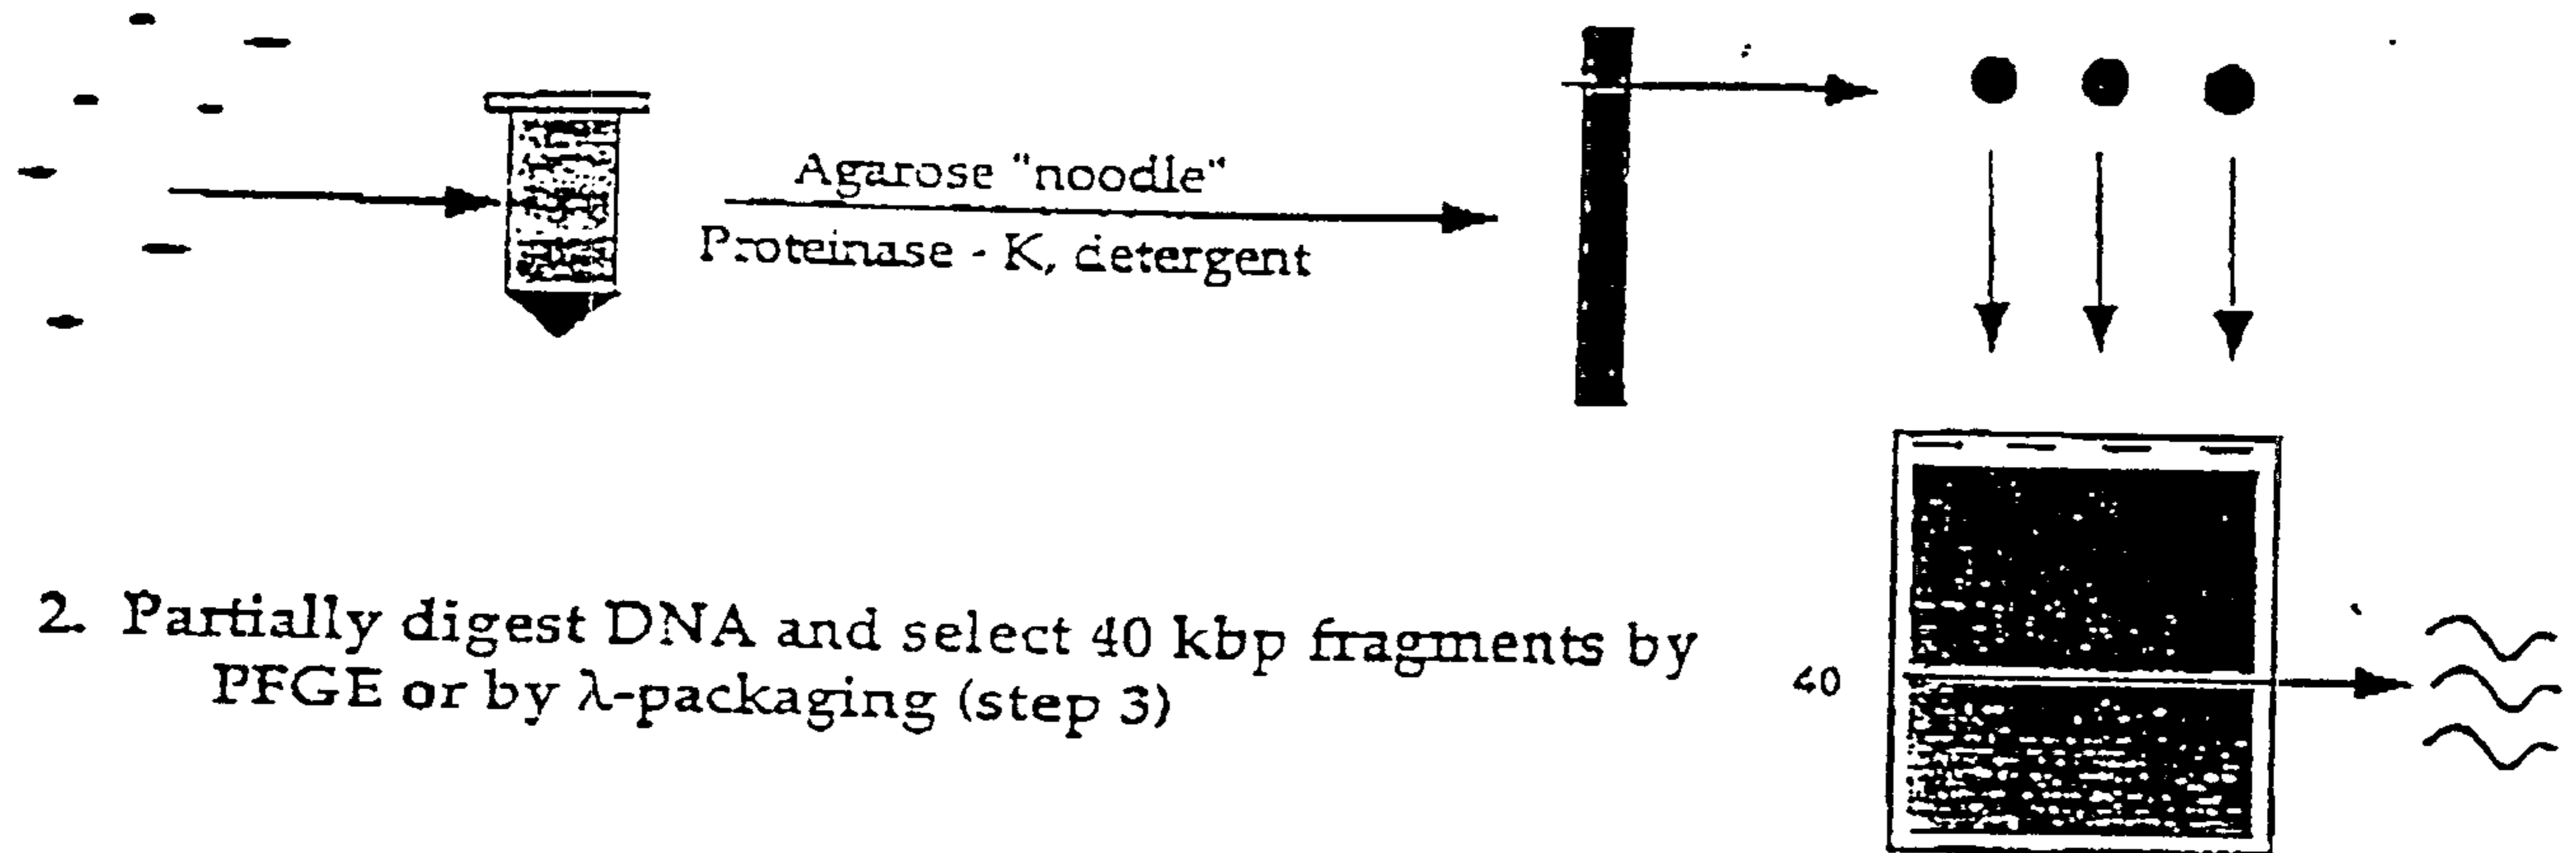 Agarose "noodle"
Proteinase - K, detergent
2. Partially digest DNA and select 40 kbp fragments by
PFGE or by λ-packaging (step 3)
40